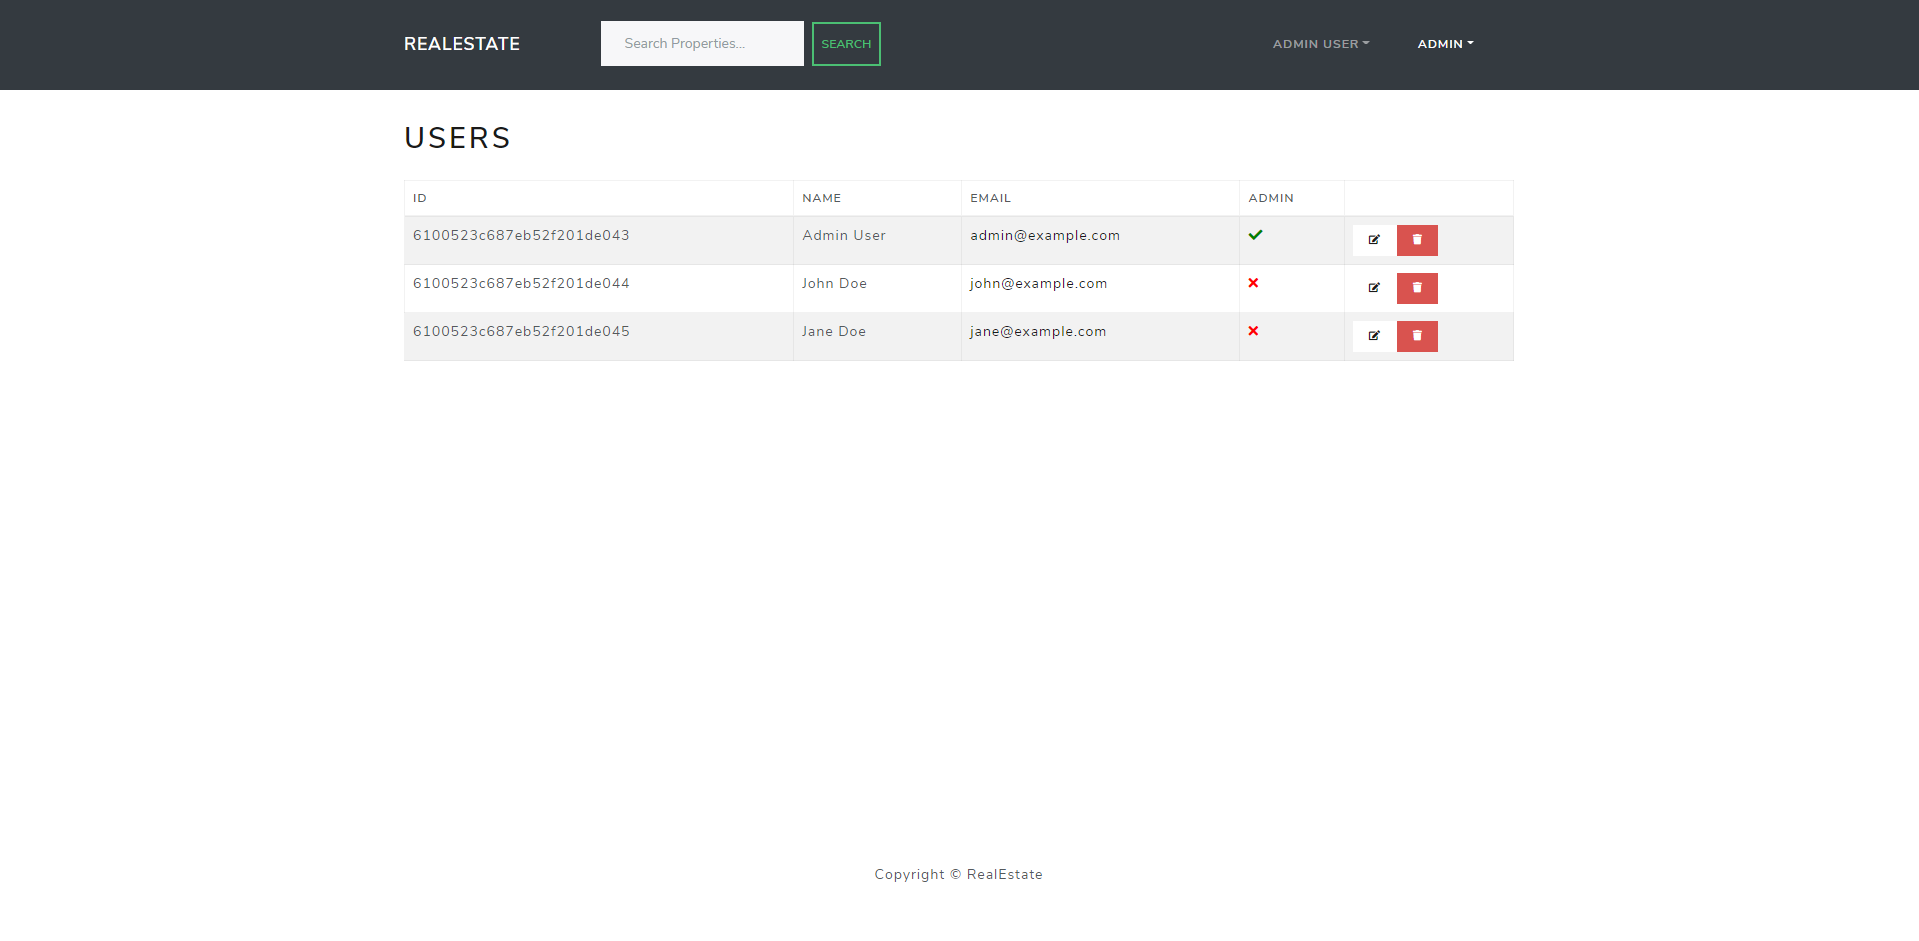 REALESTATE Search Properties... SEARCH ADMIN USER ADMIN
USERS
ID NAME EMAIL ADMIN
6100523c687eb52f201de043 Admin User admin@example.com
6100523c687eb52f201de044 John Doe john@example.com
6100523c687eb52f201de045 Jane Doe jane@example.com
Copyright © RealEstate